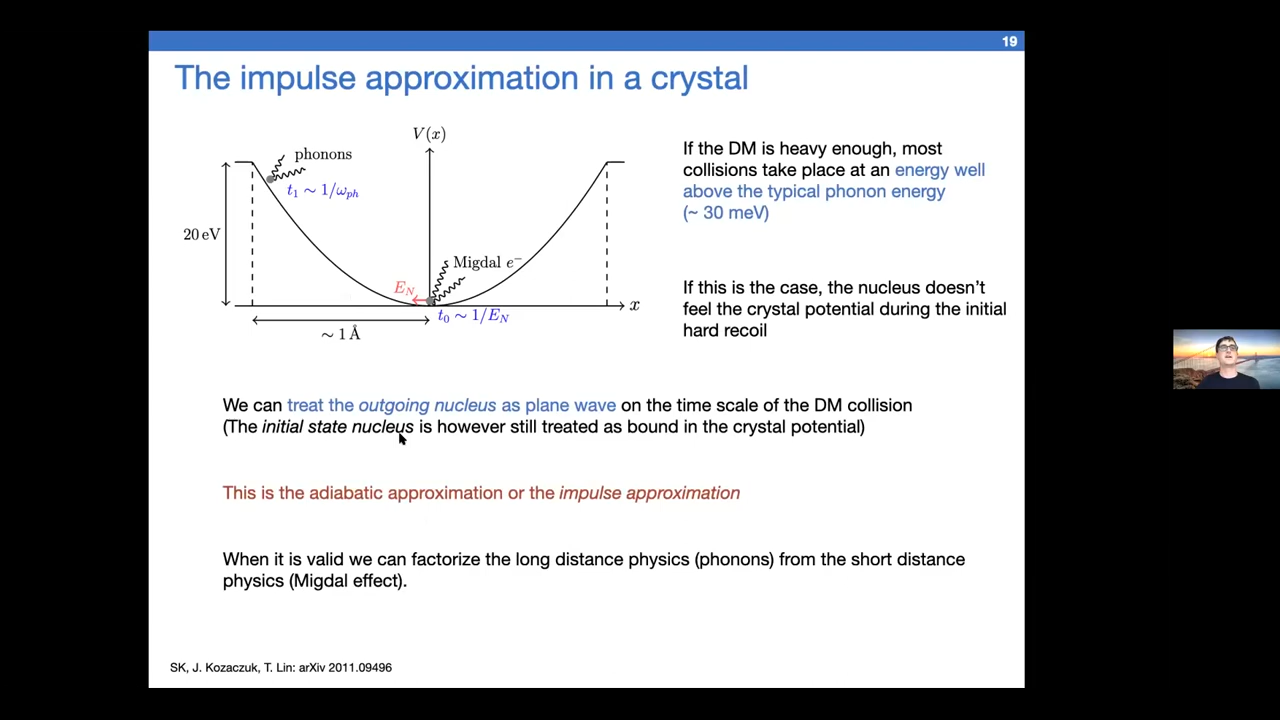 19
The impulse approximation in a crystal
V(x)
phonons
t₁ ∼ 1/ω_ph
20 eV
Migdal e⁻
E_N
t₀ ∼ 1/E_N
x
∼ 1 Å
If the DM is heavy enough, most
collisions take place at an energy well
above the typical phonon energy
(~ 30 meV)
If this is the case, the nucleus doesn’t
feel the crystal potential during the initial
hard recoil
We can treat the outgoing nucleus as plane wave on the time scale of the DM collision
(The initial state nucleus is however still treated as bound in the crystal potential)
This is the adiabatic approximation or the impulse approximation
When it is valid we can factorize the long distance physics (phonons) from the short distance
physics (Migdal effect).
SK, J. Kozaczuk, T. Lin: arXiv 2011.09496